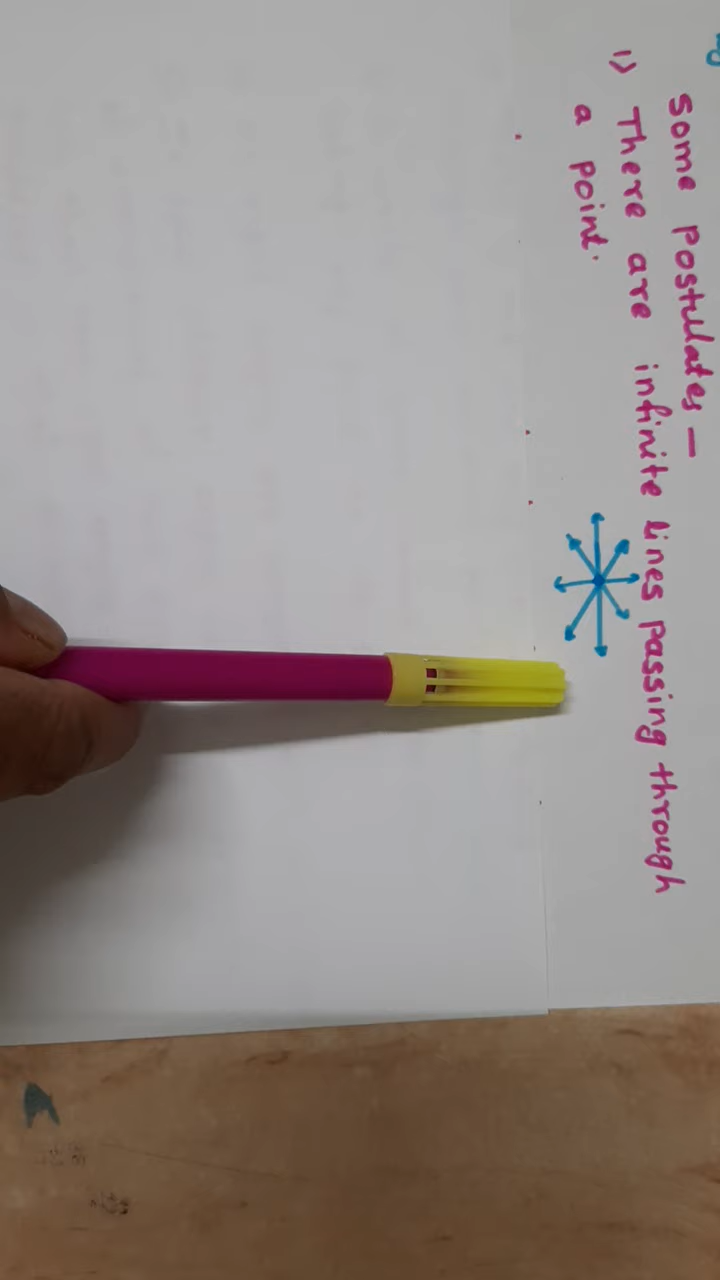 Some postulates –
1) There are infinite lines passing through
a point.